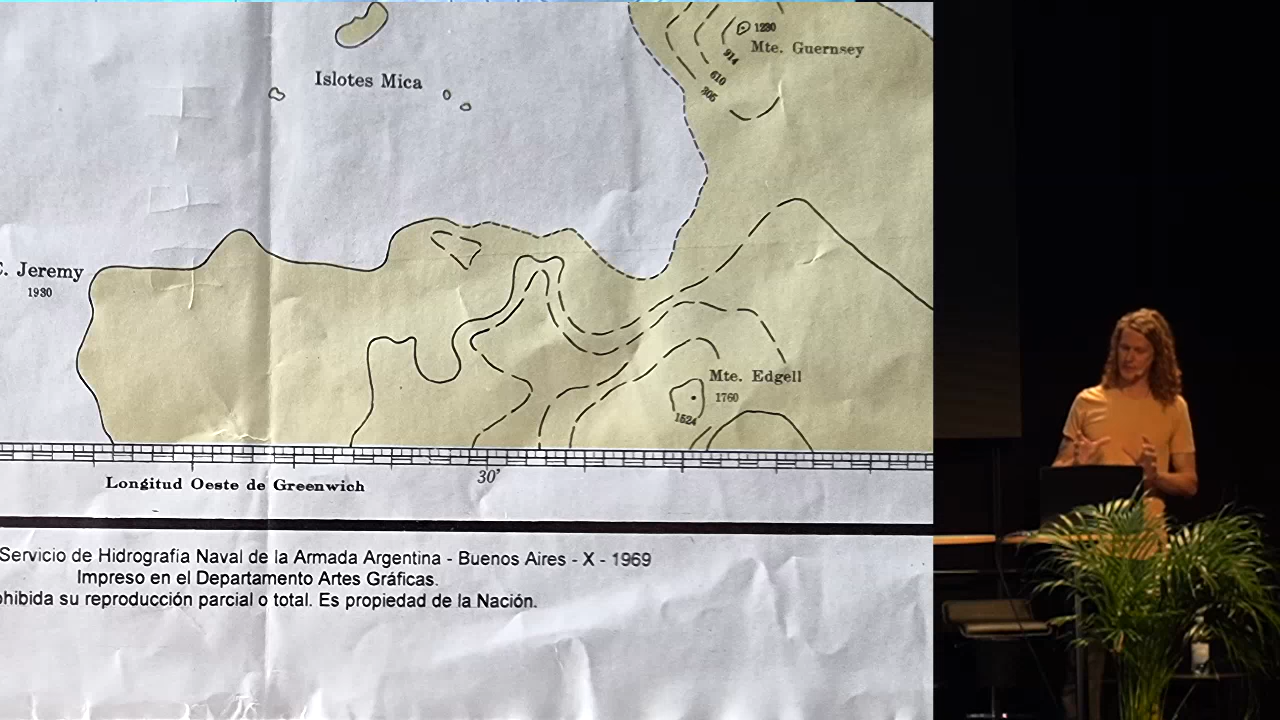 1280
Mte. Guernsey
914
610
305
Islotes Mica
C. Jeremy
1930
Mte. Edgell
1760
1524
30'
Longitud Oeste de Greenwich
Servicio de Hidrografia Naval de la Armada Argentina - Buenos Aires - X - 1969
Impreso en el Departamento Artes Gráficas.
ohibida su reproducción parcial o total. Es propiedad de la Nación.